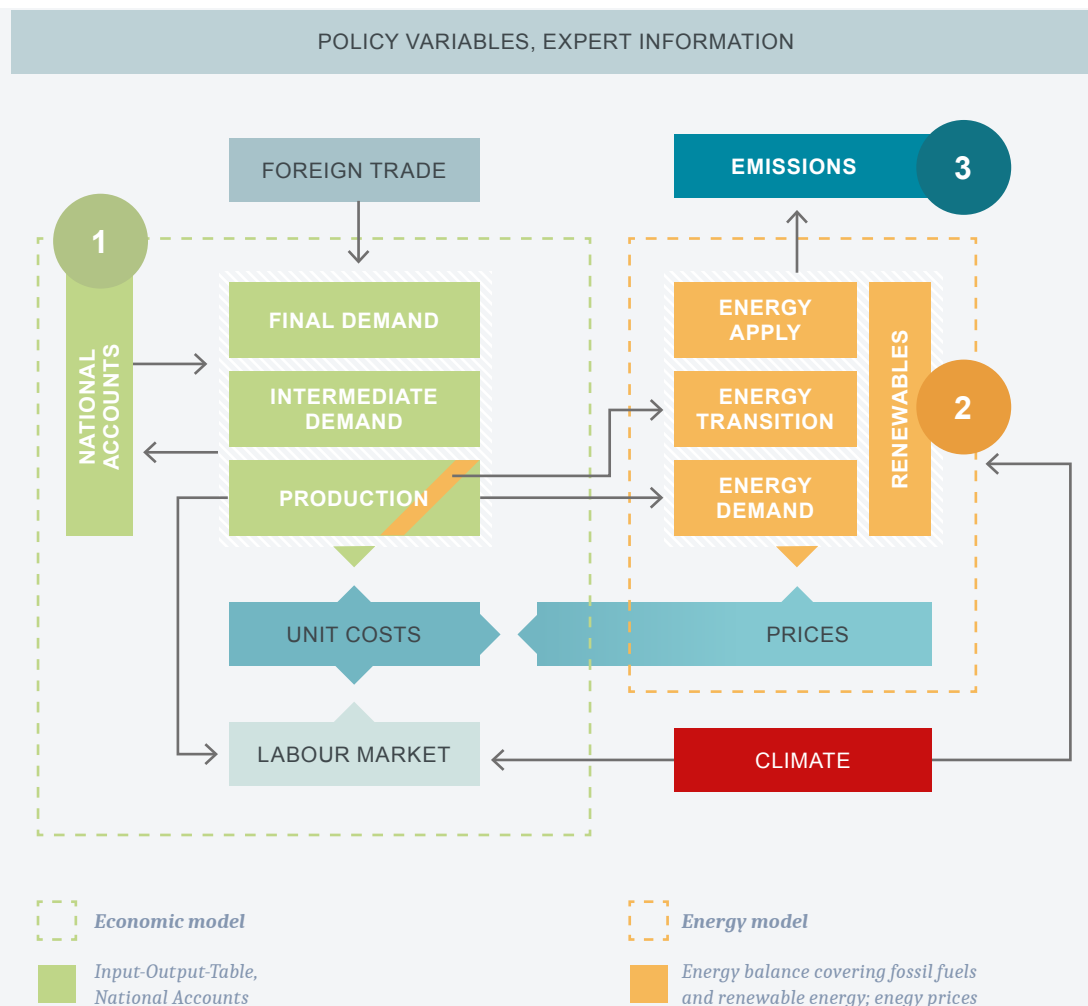 POLICY VARIABLES, EXPERT INFORMATION
FOREIGN TRADE
EMISSIONS
3
1
NATIONAL
ACCOUNTS
FINAL DEMAND
INTERMEDIATE
DEMAND
PRODUCTION
ENERGY
APPLY
ENERGY
TRANSITION
ENERGY
DEMAND
RENEWABLES
2
UNIT COSTS
PRICES
LABOUR MARKET
CLIMATE
Economic model
Input-Output-Table,
National Accounts
Energy model
Energy balance covering fossil fuels
and renewable energy; enegy prices